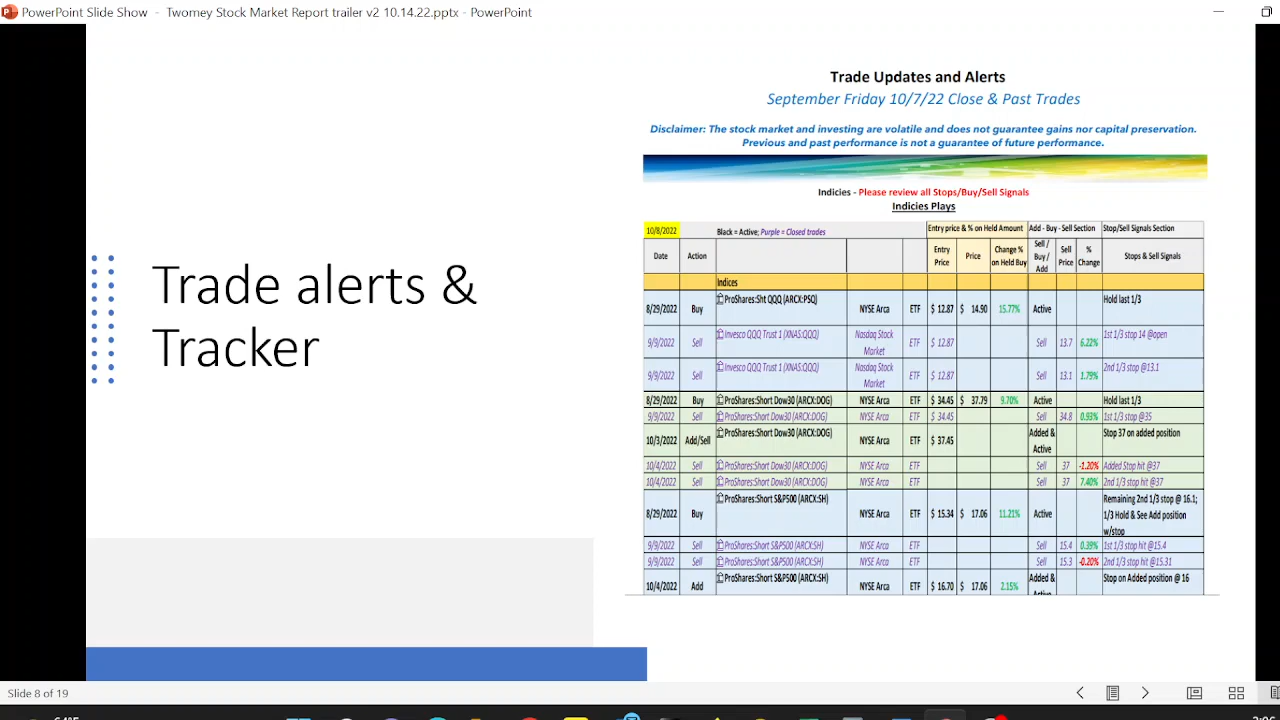 PowerPoint Slide Show - Twomey Stock Market Report trailer v2 10.14.22.pptx - PowerPoint
Trade alerts &
Tracker
Trade Updates and Alerts
September Friday 10/7/22 Close & Past Trades
Disclaimer: The stock market and investing are volatile and does not guarantee gains nor capital preservation.
Previous and past performance is not a guarantee of future performance.
Indicies - Please review all Stops/Buy/Sell Signals
Indicies Plays
10/8/2022 Black = Active; Purple = Closed trades Entry price & % on Held Amount Add - Buy - Sell Section Stop/Sell Signals Section
Date Action Entry Price Price Change % on Held Buy Sell / Buy / Add Sell Price % Change Stops & Sell Signals
Indices
8/29/2022 Buy ProShares:Sht QQQ (ARCX:PSQ) NYSE Arca ETF $ 12.87 $ 14.90 15.77% Active Hold last 1/3
9/9/2022 Sell Invesco QQQ Trust 1 (XNAS:QQQ) Nasdaq Stock Market ETF $ 12.87 Sell 13.7 6.22% 1st 1/3 stop 14 @open
9/9/2022 Sell Invesco QQQ Trust 1 (XNAS:QQQ) Nasdaq Stock Market ETF $ 12.87 Sell 13.1 1.79% 2nd 1/3 stop @13.1
8/29/2022 Buy ProShares:Short Dow30 (ARCX:DOG) NYSE Arca ETF $ 34.45 $ 37.79 9.70% Active Hold last 1/3
9/9/2022 Sell ProShares:Short Dow30 (ARCX:DOG) NYSE Arca ETF $ 34.45 Sell 34.8 0.93% 1st 1/3 stop @35
10/3/2022 Add/Sell ProShares:Short Dow30 (ARCX:DOG) NYSE Arca ETF $ 37.45 Added & Active Stop 37 on added position
10/4/2022 Sell ProShares:Short Dow30 (ARCX:DOG) NYSE Arca ETF Sell 37 -1.20% Added Stop hit @37
10/4/2022 Sell ProShares:Short Dow30 (ARCX:DOG) NYSE Arca ETF Sell 37 7.40% 2nd 1/3 stop hit @37
8/29/2022 Buy ProShares:Short S&P500 (ARCX:SH) NYSE Arca ETF $ 15.34 $ 17.06 11.21% Active Remaining 2nd 1/3 stop @ 16.1; 1/3 Hold & See Add position w/stop
9/9/2022 Sell ProShares:Short S&P500 (ARCX:SH) NYSE Arca ETF Sell 15.4 0.39% 1st 1/3 stop hit @15.4
9/9/2022 Sell ProShares:Short S&P500 (ARCX:SH) NYSE Arca ETF Sell 15.3 -0.20% 2nd 1/3 stop hit @15.31
10/4/2022 Add ProShares:Short S&P500 (ARCX:SH) NYSE Arca ETF $ 16.70 $ 17.06 2.15% Added & Stop on Added position @ 16
Slide 8 of 19